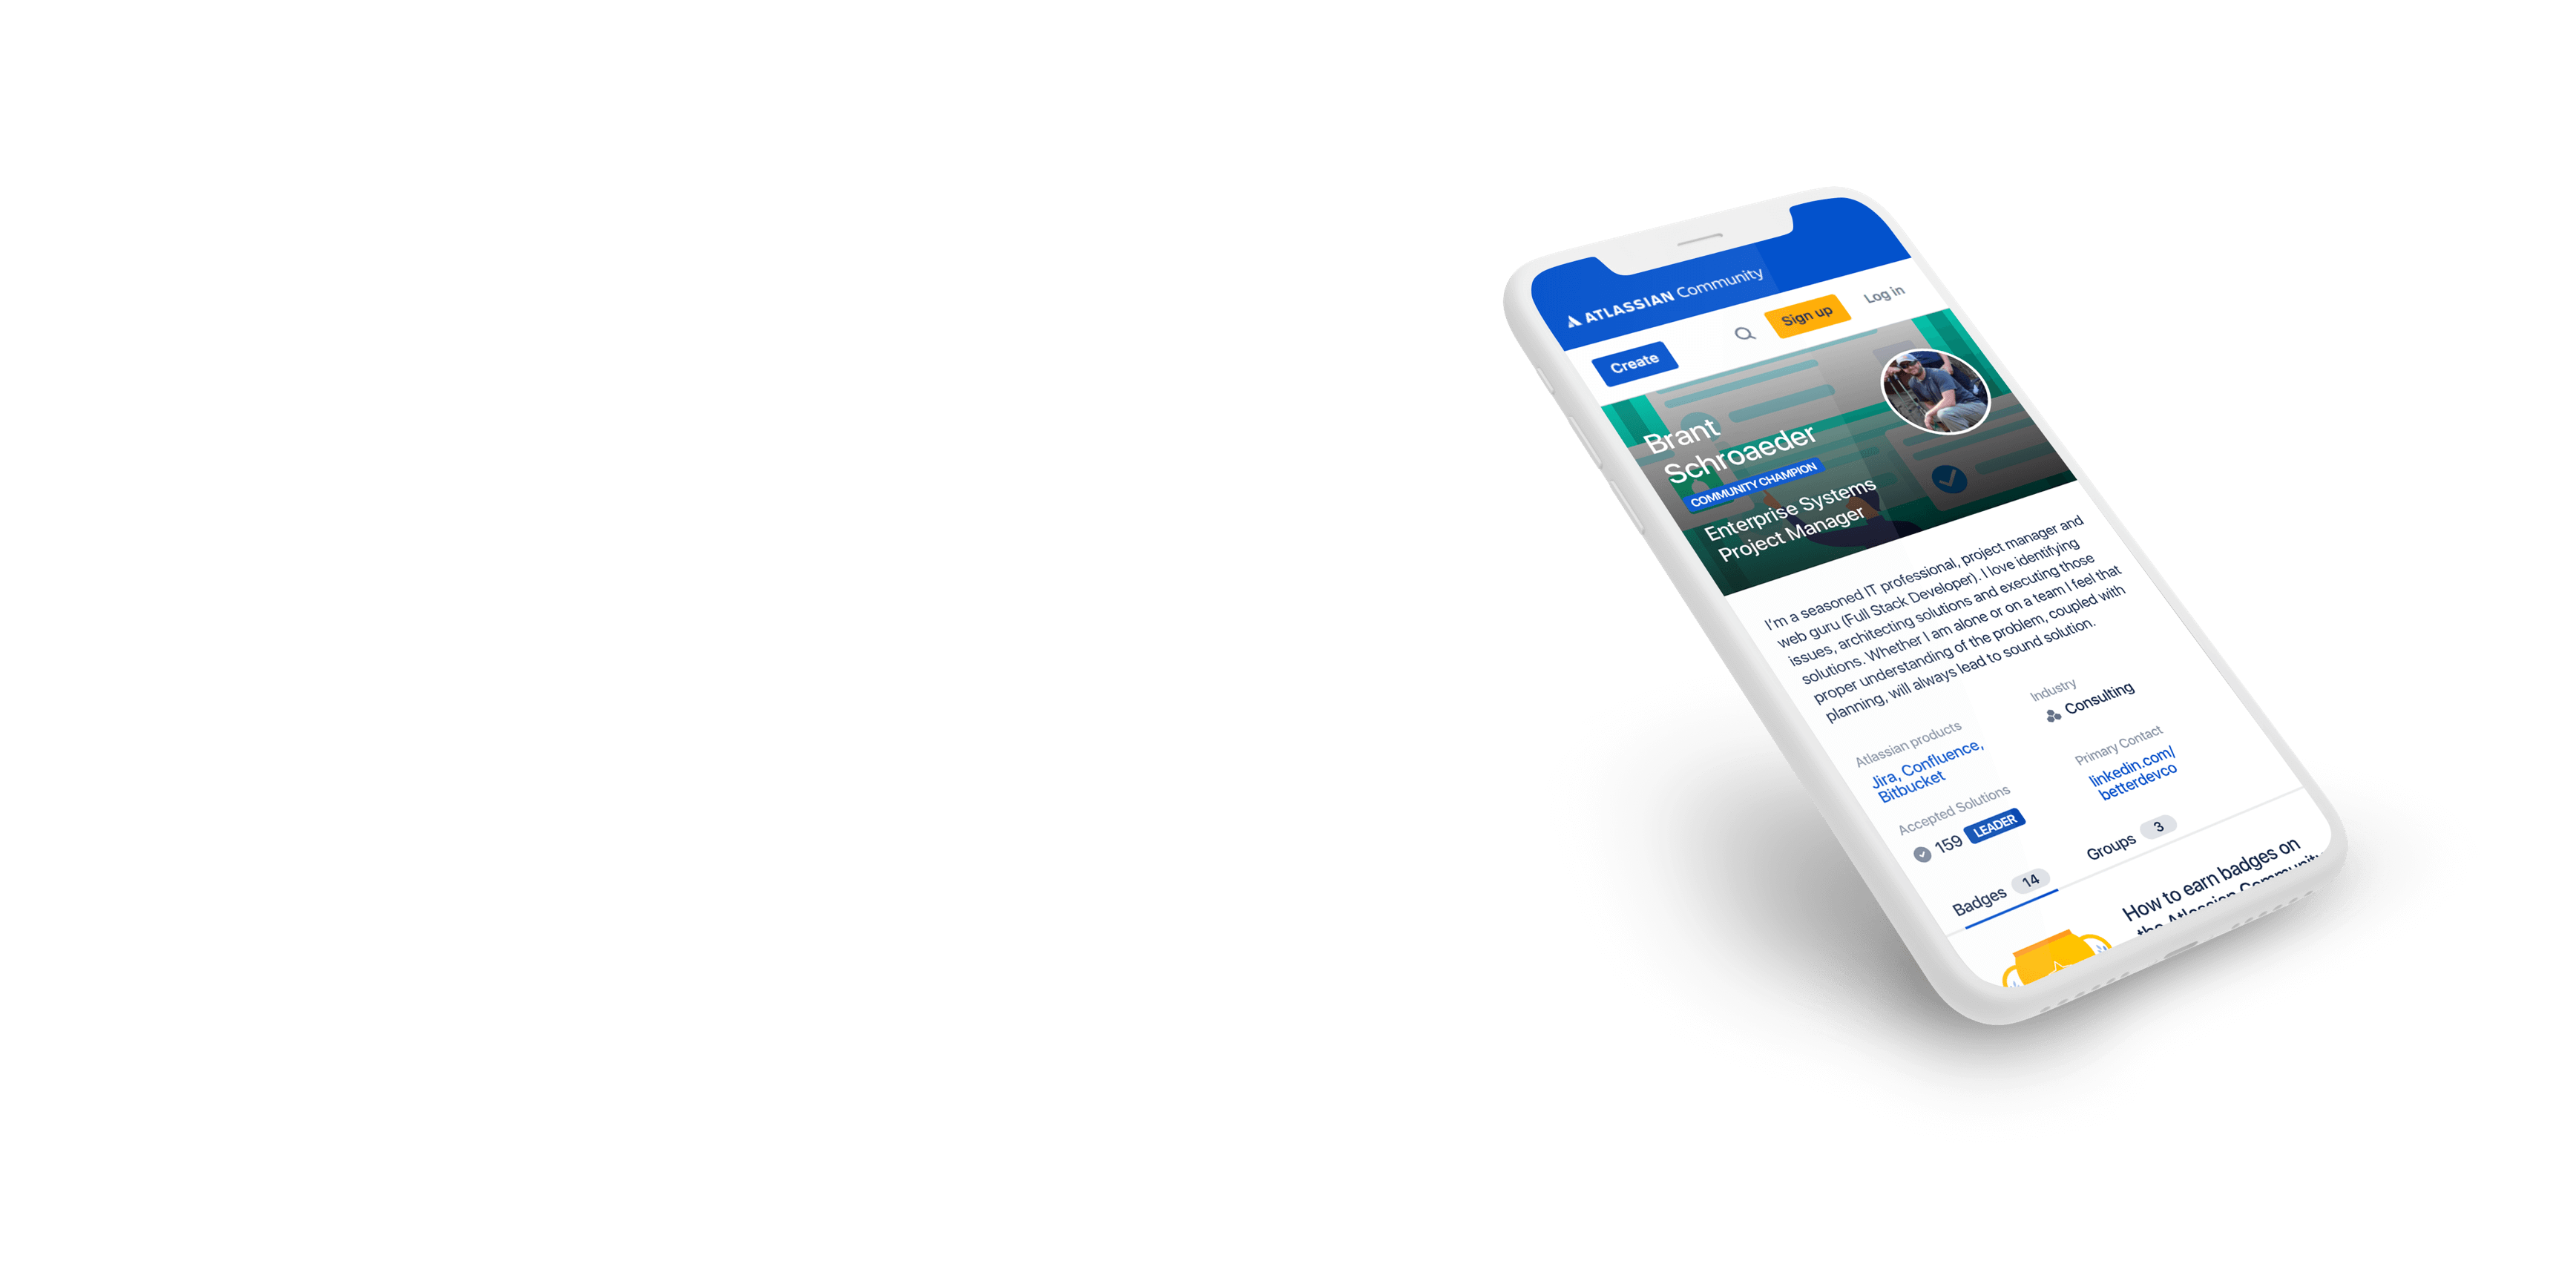 ATLASSIAN Community
Create
Sign up
Log in
Brant
Schroaeder
COMMUNITY CHAMPION
Enterprise Systems
Project Manager
I'm a seasoned IT professional, project manager and
web guru (Full Stack Developer). I love identifying
issues, architecting solutions and executing those
solutions. Whether I am alone or on a team I feel that
proper understanding of the problem, coupled with
planning, will always lead to sound solution.
Atlassian products
Jira, Confluence,
Bitbucket
Industry
Consulting
Accepted Solutions
159 LEADER
Primary Contact
linkedin.com/
betterdevco
Badges 14
Groups 3
How to earn badges on
the Atlassian Community